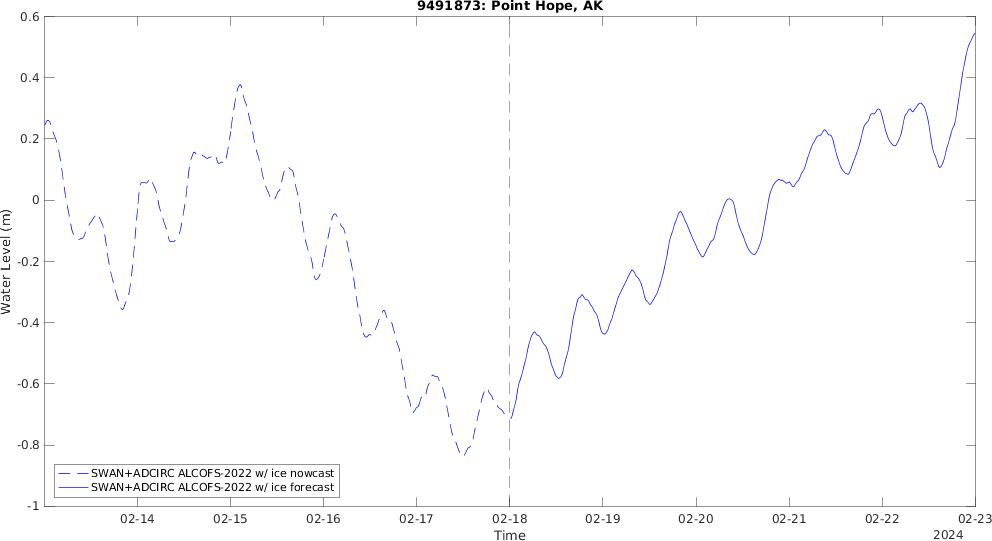 9491873: Point Hope, AK
0.6
0.4
0.2
0
-0.2
-0.4
-0.6
-0.8
-1
Water Level (m)
SWAN+ADCIRC ALCOFS-2022 w/ ice nowcast
SWAN+ADCIRC ALCOFS-2022 w/ ice forecast
02-14 02-15 02-16 02-17 02-18 02-19 02-20 02-21 02-22 02-23
Time
2024